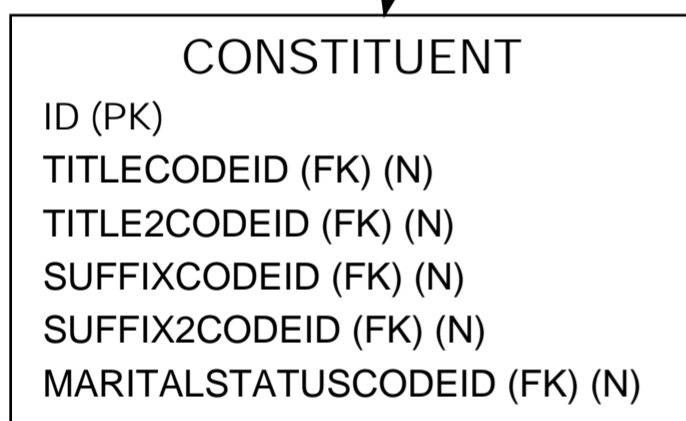 CONSTITUENT
ID (PK)
TITLECODEID (FK) (N)
TITLE2CODEID (FK) (N)
SUFFIXCODEID (FK) (N)
SUFFIX2CODEID (FK) (N)
MARITALSTATUSCODEID (FK) (N)